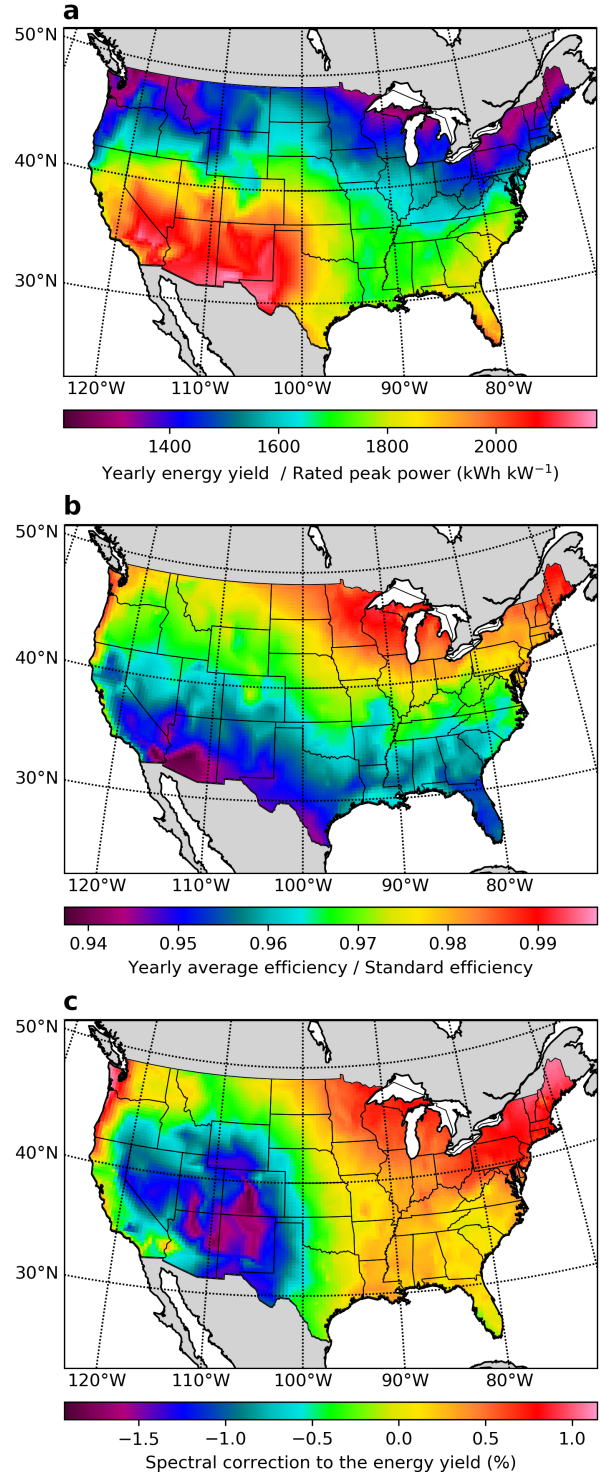 a
50°N
40°N
30°N
120°W 110°W 100°W 90°W 80°W
1400 1600 1800 2000
Yearly energy yield / Rated peak power (kWh kW⁻¹)
b
50°N
40°N
30°N
120°W 110°W 100°W 90°W 80°W
0.94 0.95 0.96 0.97 0.98 0.99
Yearly average efficiency / Standard efficiency
c
50°N
40°N
30°N
120°W 110°W 100°W 90°W 80°W
−1.5 −1.0 −0.5 0.0 0.5 1.0
Spectral correction to the energy yield (%)